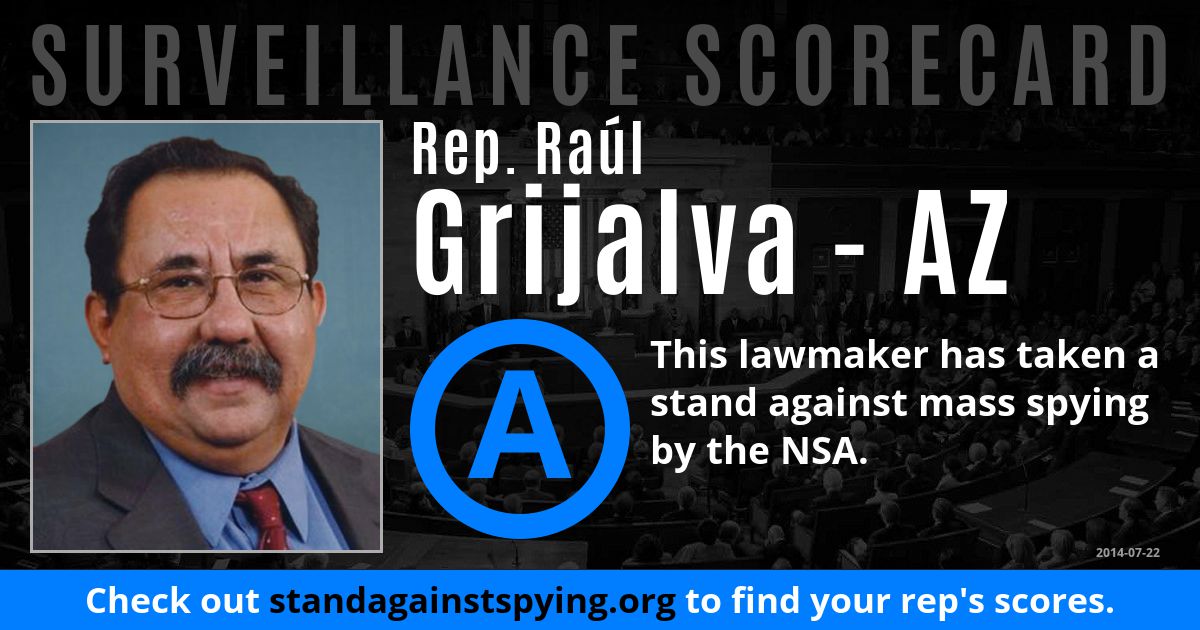 SURVEILLANCE SCORECARD
Rep. Raúl
Grijalva - AZ
A
This lawmaker has taken a
stand against mass spying
by the NSA.
2014-07-22
Check out standagainstspying.org to find your rep's scores.